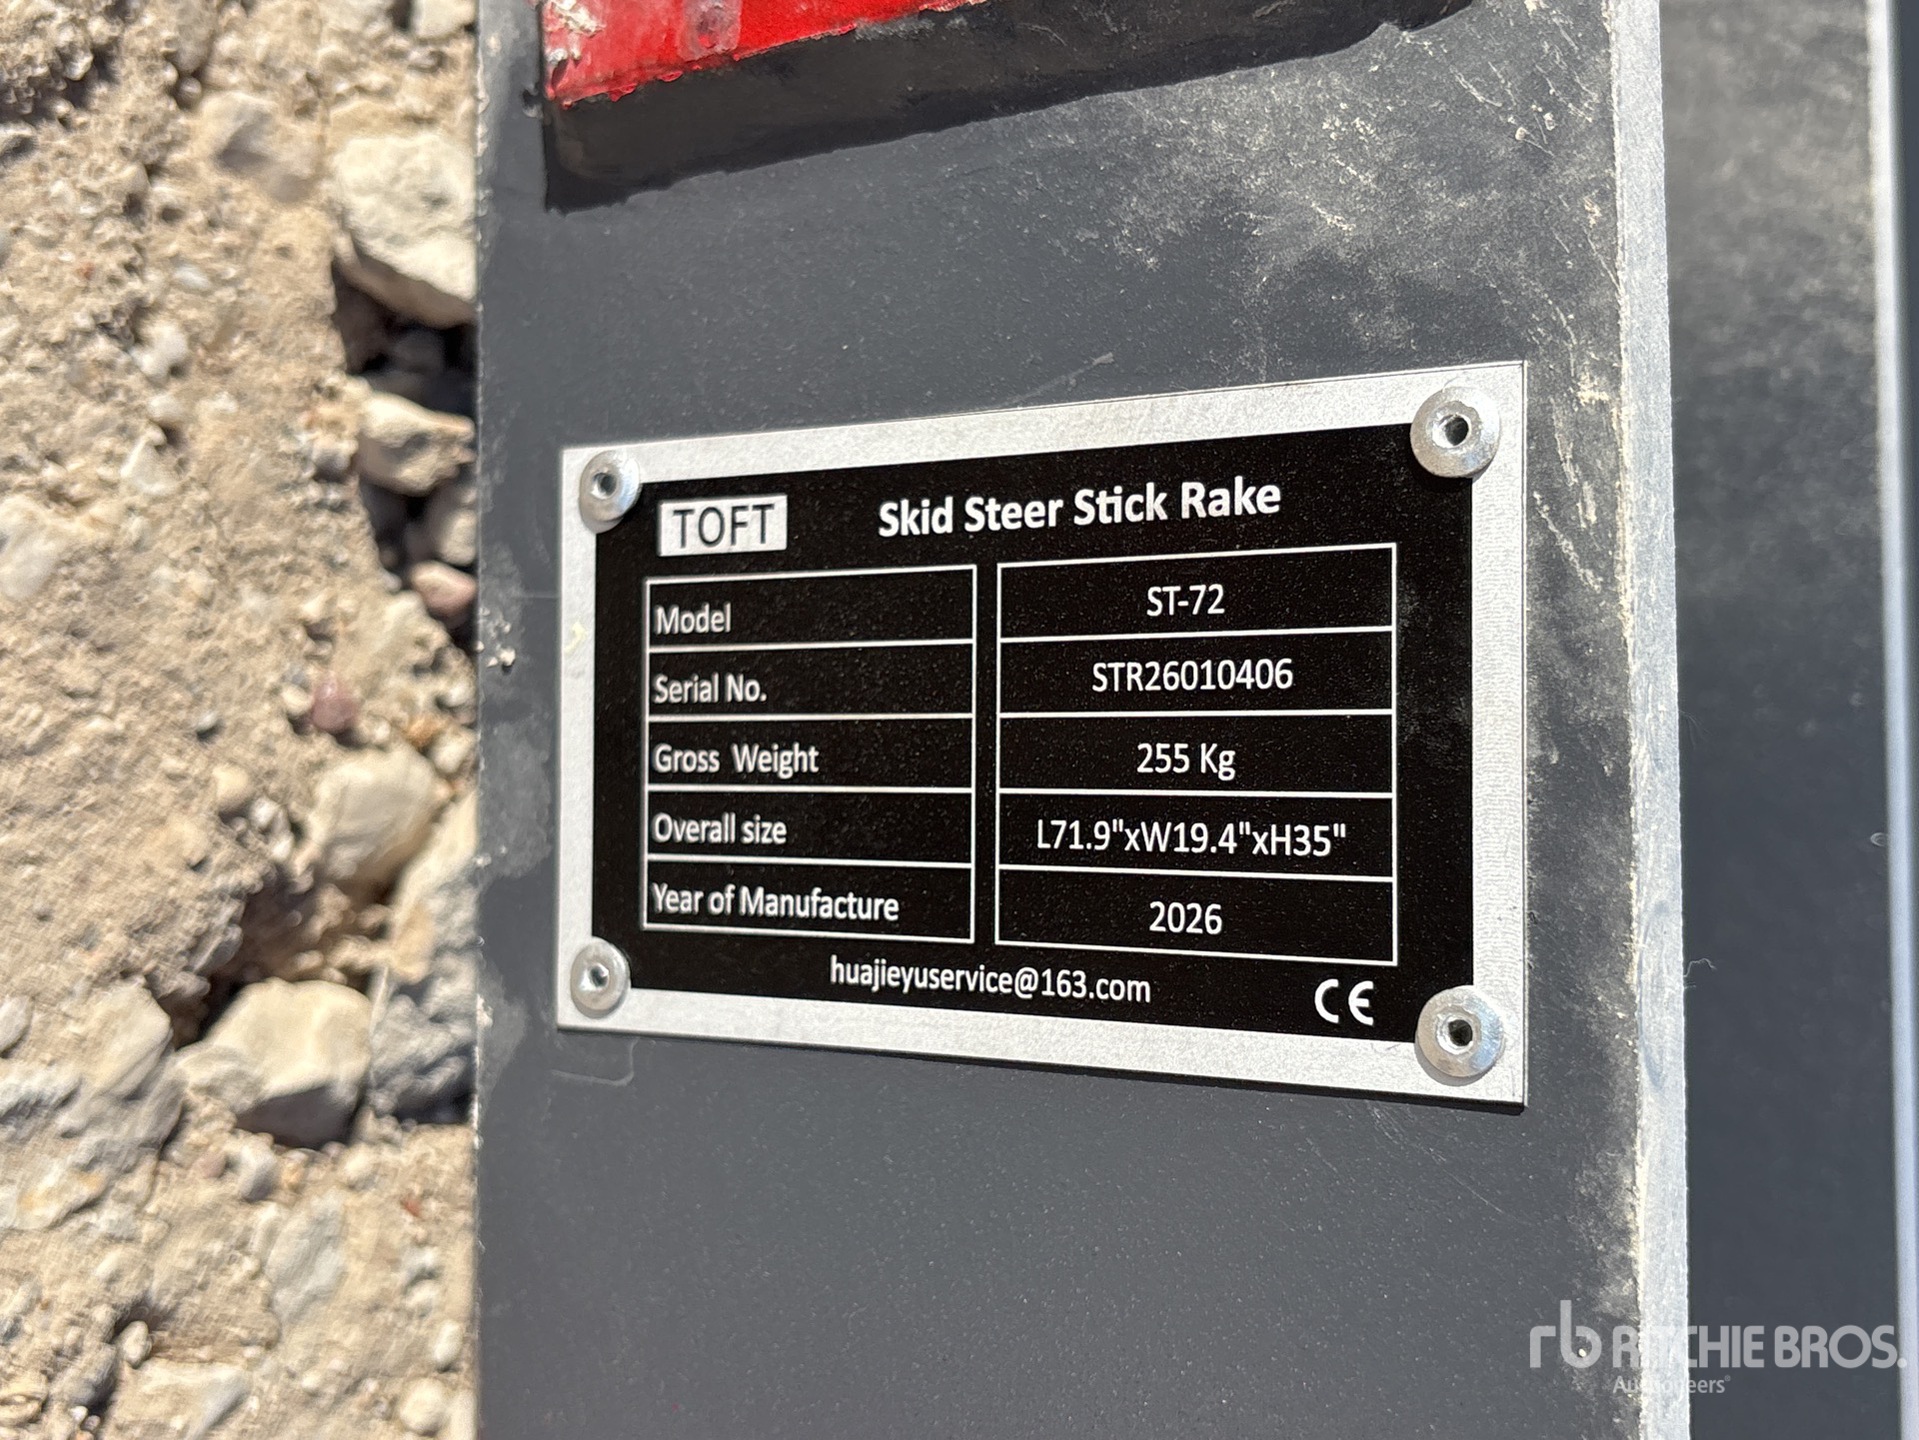 TOFT Skid Steer Stick Rake
Model ST-72
Serial No. STR26010406
Gross Weight 255 Kg
Overall size L71.9"xW19.4"xH35"
Year of Manufacture 2026
huajieyuservice@163.com CE
rb RITCHIE BROS.
Auctioneers®